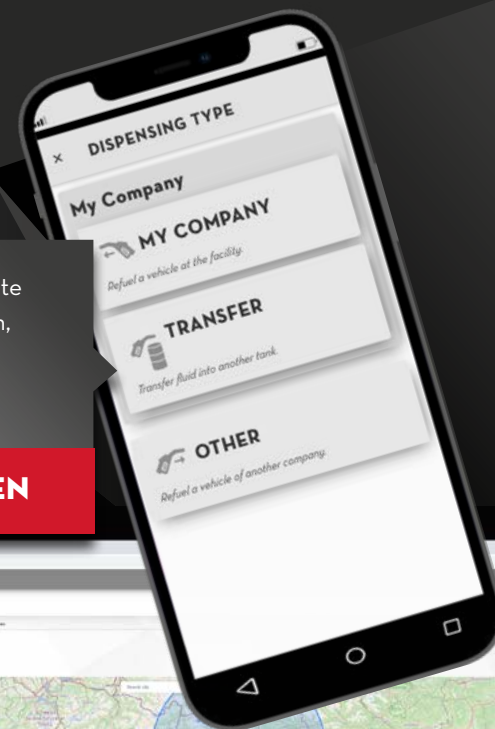 DISPENSING TYPE
My Company
MY COMPANY
Refuel a vehicle at the facility.
TRANSFER
Transfer fluid into another tank.
OTHER
Refuel a vehicle of another company.
te
n,
EN